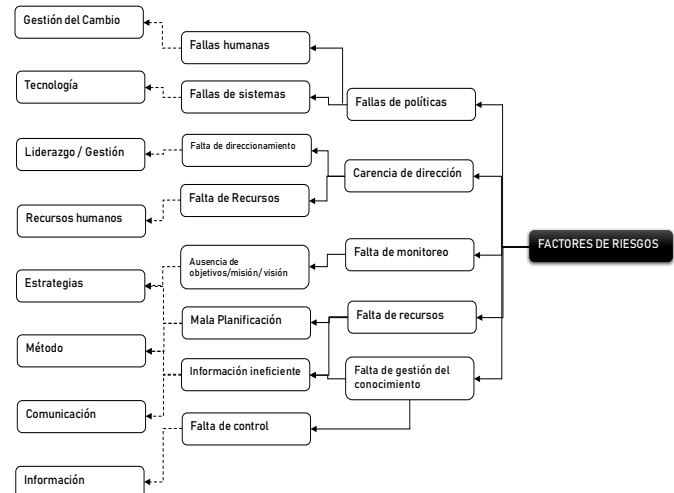 Gestión del Cambio
Tecnología
Liderazgo / Gestión
Recursos humanos
Estrategias
Método
Comunicación
Información
Fallas humanas
Fallas de sistemas
Falta de direccionamiento
Falta de Recursos
Ausencia de
objetivos/misión/ visión
Mala Planificación
Información ineficiente
Falta de control
Fallas de políticas
Carencia de dirección
Falta de monitoreo
Falta de recursos
Falta de gestión del
conocimiento
FACTORES DE RIESGOS